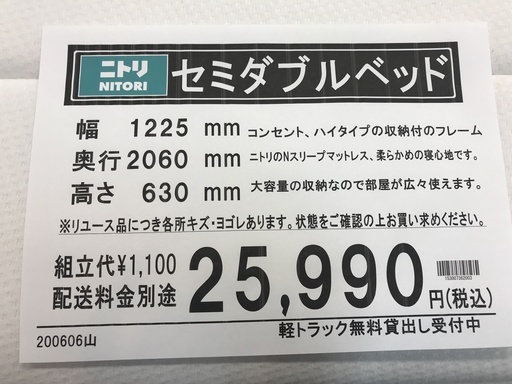 ニトリ
NITORI
セミダブルベッド
幅 1225 mm コンセント、ハイタイプの収納付のフレーム
奥行2060 mm ニトリのNスリープマットレス、柔らかめの寝心地です。
高さ 630 mm 大容量の収納なので部屋が広々使えます。
※リユース品につき各所キズ・ヨゴレあります。状態をご確認の上お買い求めください。
組立代¥1,100
配送料金別途
25,990円(税込)
200606山
軽トラック無料貸出し受付中